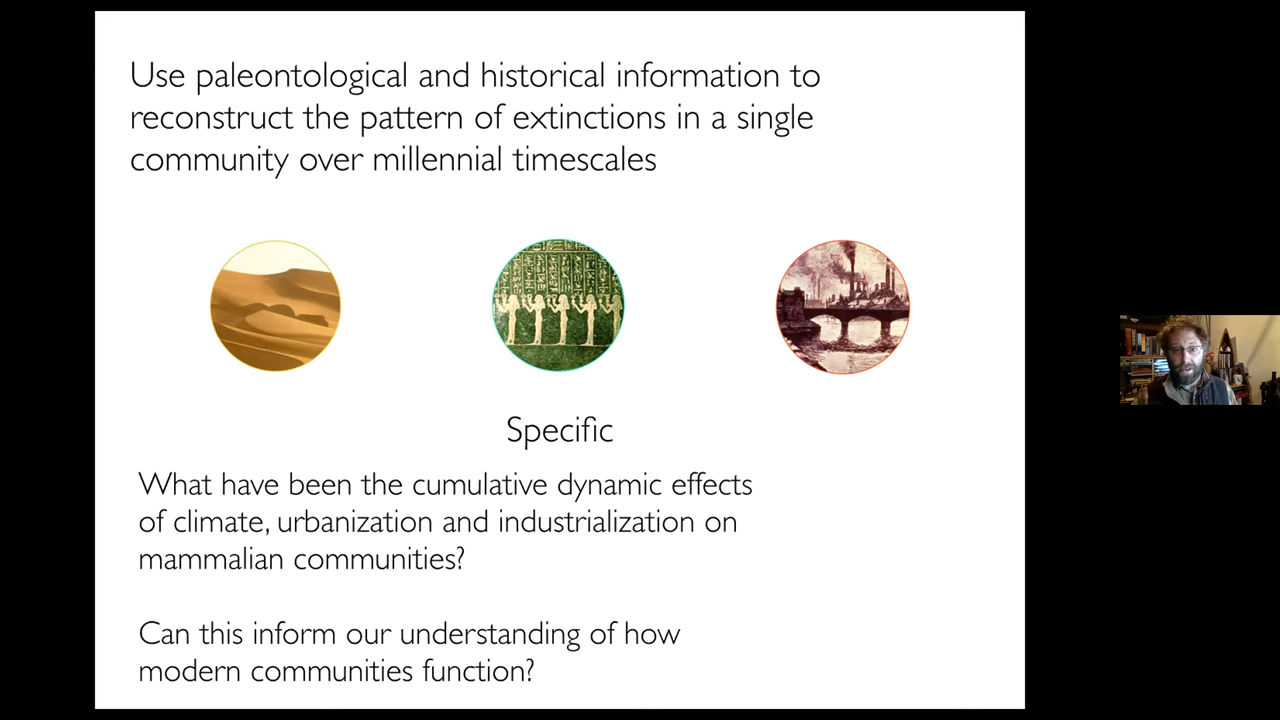 Use paleontological and historical information to
reconstruct the pattern of extinctions in a single
community over millennial timescales
Specific
What have been the cumulative dynamic effects
of climate, urbanization and industrialization on
mammalian communities?
Can this inform our understanding of how
modern communities function?